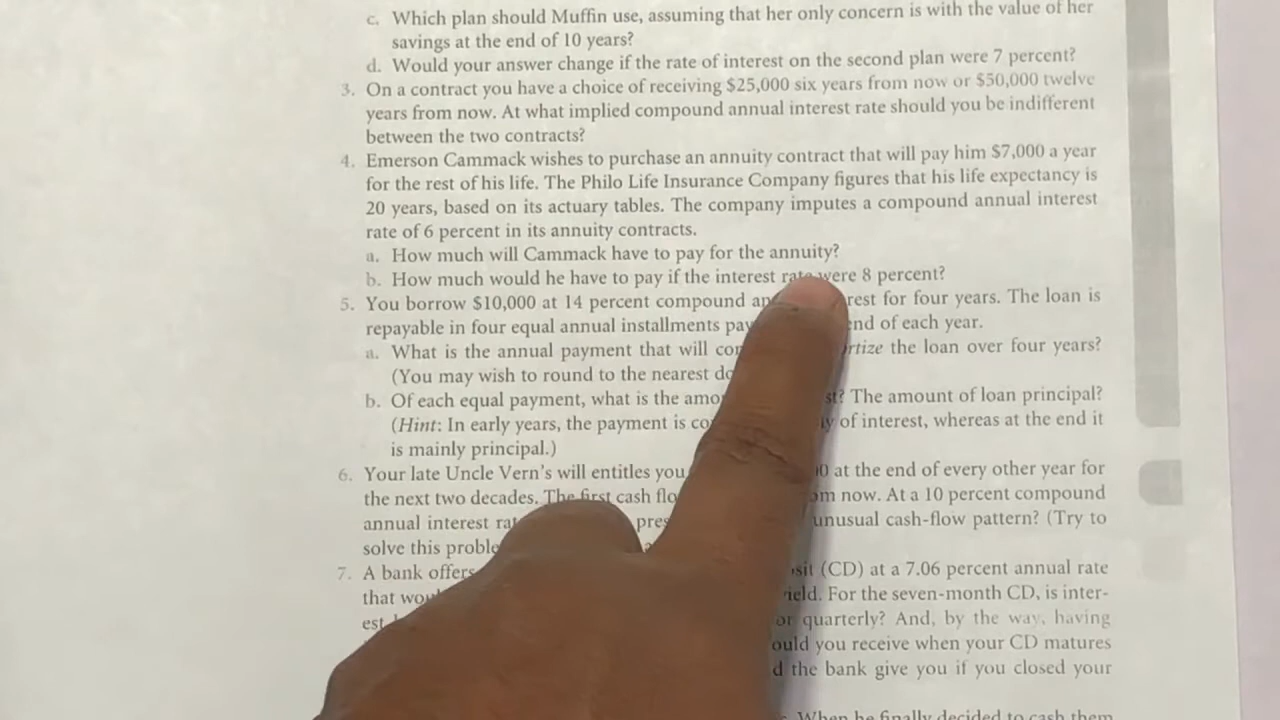 c. Which plan should Muffin use, assuming that her only concern is with the value of her
savings at the end of 10 years?
d. Would your answer change if the rate of interest on the second plan were 7 percent?
3. On a contract you have a choice of receiving $25,000 six years from now or $50,000 twelve
years from now. At what implied compound annual interest rate should you be indifferent
between the two contracts?
4. Emerson Cammack wishes to purchase an annuity contract that will pay him $7,000 a year
for the rest of his life. The Philo Life Insurance Company figures that his life expectancy is
20 years, based on its actuary tables. The company imputes a compound annual interest
rate of 6 percent in its annuity contracts.
a. How much will Cammack have to pay for the annuity?
b. How much would he have to pay if the interest rate were 8 percent?
5. You borrow $10,000 at 14 percent compound an rest for four years. The loan is
repayable in four equal annual installments pay end of each year.
a. What is the annual payment that will com rtize the loan over four years?
(You may wish to round to the nearest do
b. Of each equal payment, what is the amo st? The amount of loan principal?
(Hint: In early years, the payment is co ly of interest, whereas at the end it
is mainly principal.)
6. Your late Uncle Vern's will entitles you 0 at the end of every other year for
the next two decades. The first cash flo om now. At a 10 percent compound
annual interest rat pres unusual cash-flow pattern? (Try to
solve this proble
7. A bank offers sit (CD) at a 7.06 percent annual rate
that wou ield. For the seven-month CD, is inter-
est or quarterly? And, by the way, having
ould you receive when your CD matures
d the bank give you if you closed your
When he finally decided to cash them